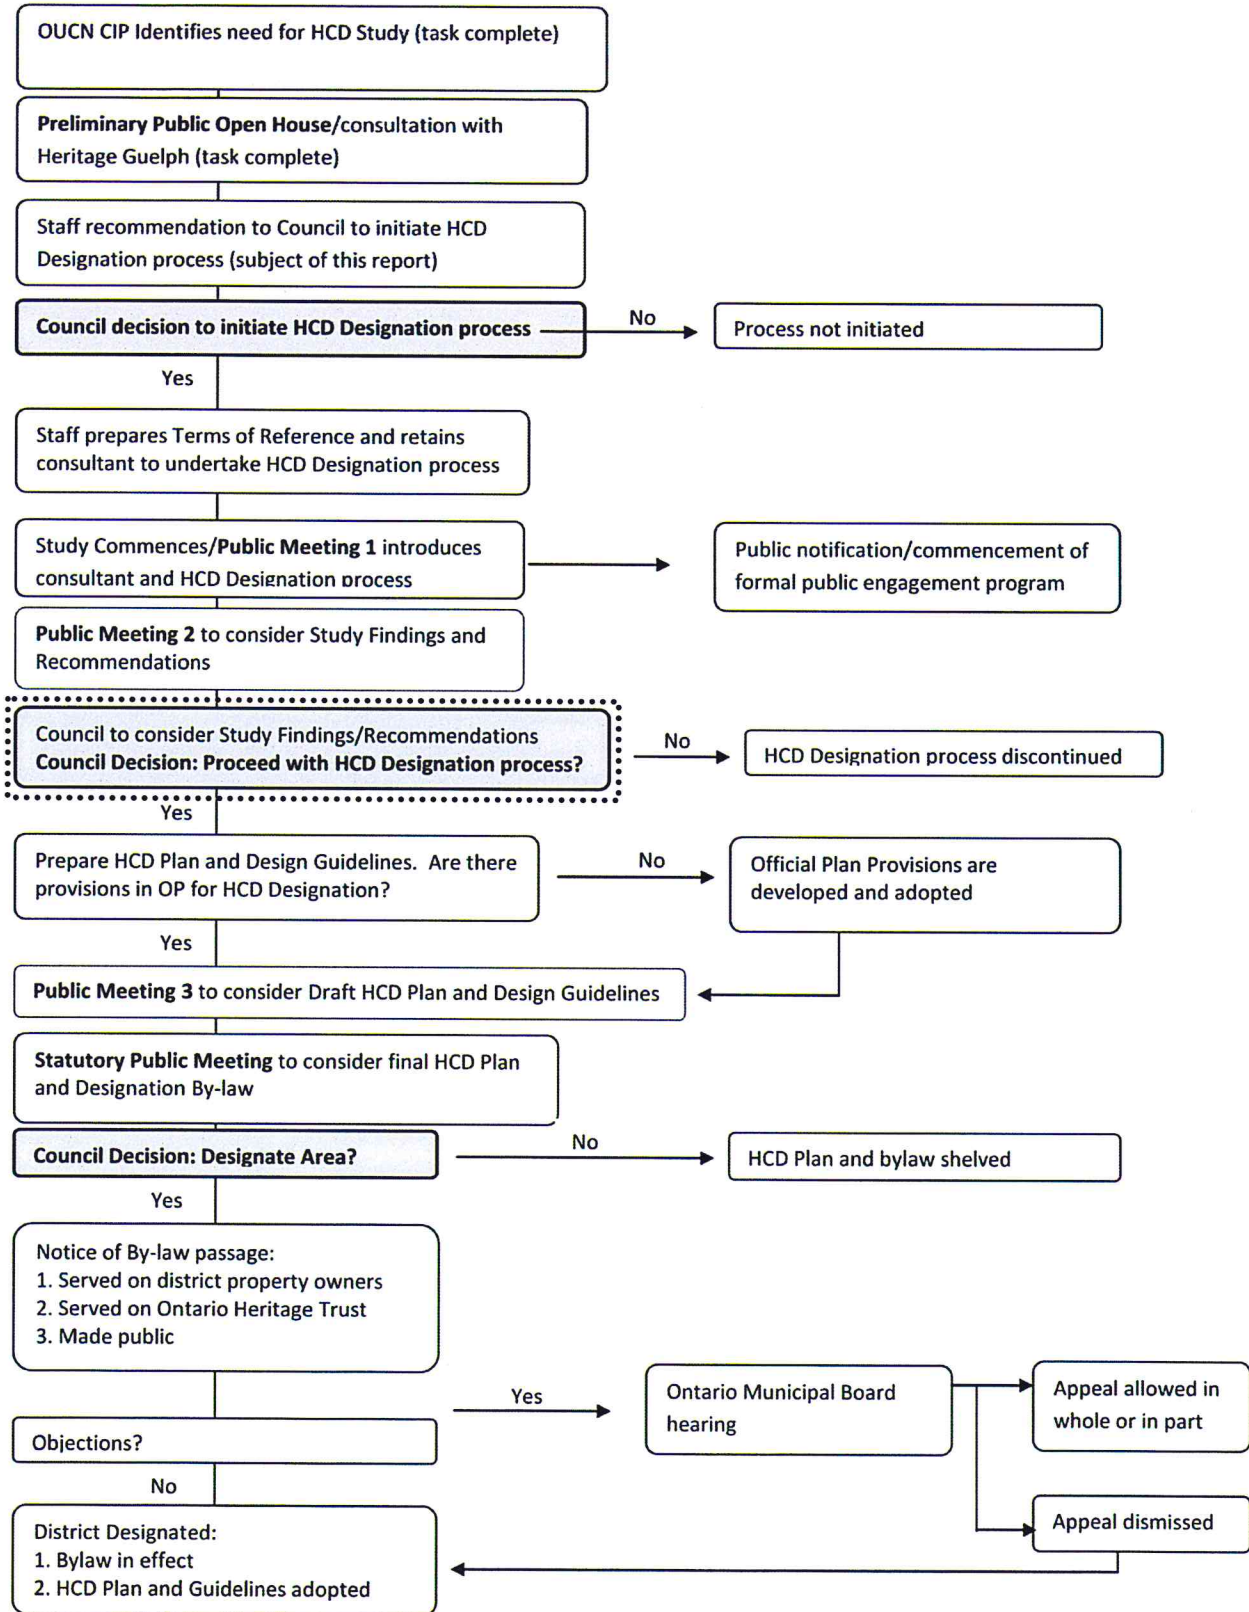 OUCN CIP Identifies need for HCD Study (task complete)
Preliminary Public Open House/consultation with
Heritage Guelph (task complete)
Staff recommendation to Council to initiate HCD
Designation process (subject of this report)
Council decision to initiate HCD Designation process
No
Process not initiated
Yes
Staff prepares Terms of Reference and retains
consultant to undertake HCD Designation process
Study Commences/Public Meeting 1 introduces
consultant and HCD Designation process
Public notification/commencement of
formal public engagement program
Public Meeting 2 to consider Study Findings and
Recommendations
Council to consider Study Findings/Recommendations
Council Decision: Proceed with HCD Designation process?
No
HCD Designation process discontinued
Yes
Prepare HCD Plan and Design Guidelines. Are there
provisions in OP for HCD Designation?
No
Official Plan Provisions are
developed and adopted
Yes
Public Meeting 3 to consider Draft HCD Plan and Design Guidelines
Statutory Public Meeting to consider final HCD Plan
and Designation By-law
Council Decision: Designate Area?
No
HCD Plan and bylaw shelved
Yes
Notice of By-law passage:
1. Served on district property owners
2. Served on Ontario Heritage Trust
3. Made public
Objections?
Yes
Ontario Municipal Board
hearing
Appeal allowed in
whole or in part
Appeal dismissed
No
District Designated:
1. Bylaw in effect
2. HCD Plan and Guidelines adopted